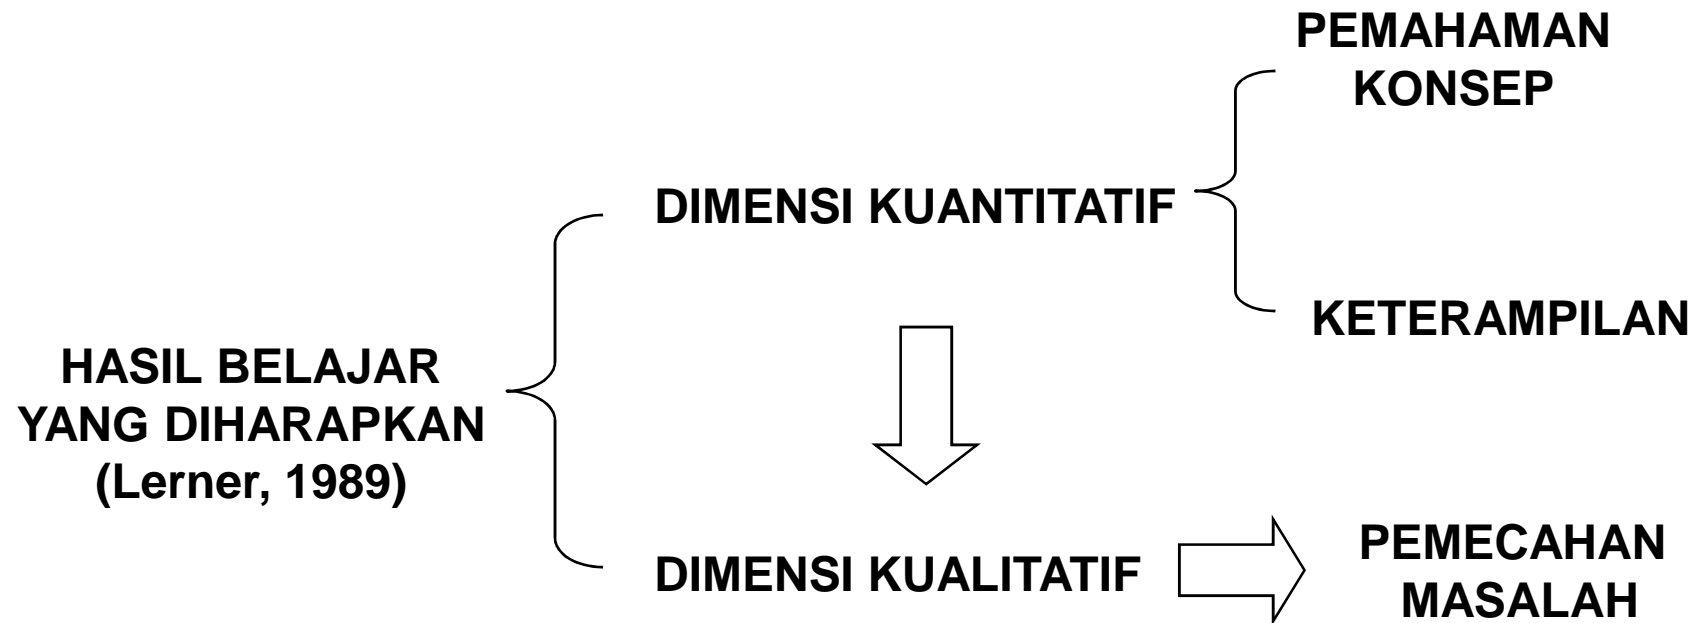 PEMAHAMAN
KONSEP
DIMENSI KUANTITATIF
KETERAMPILAN
HASIL BELAJAR
YANG DIHARAPKAN
(Lerner, 1989)
DIMENSI KUALITATIF
PEMECAHAN
MASALAH